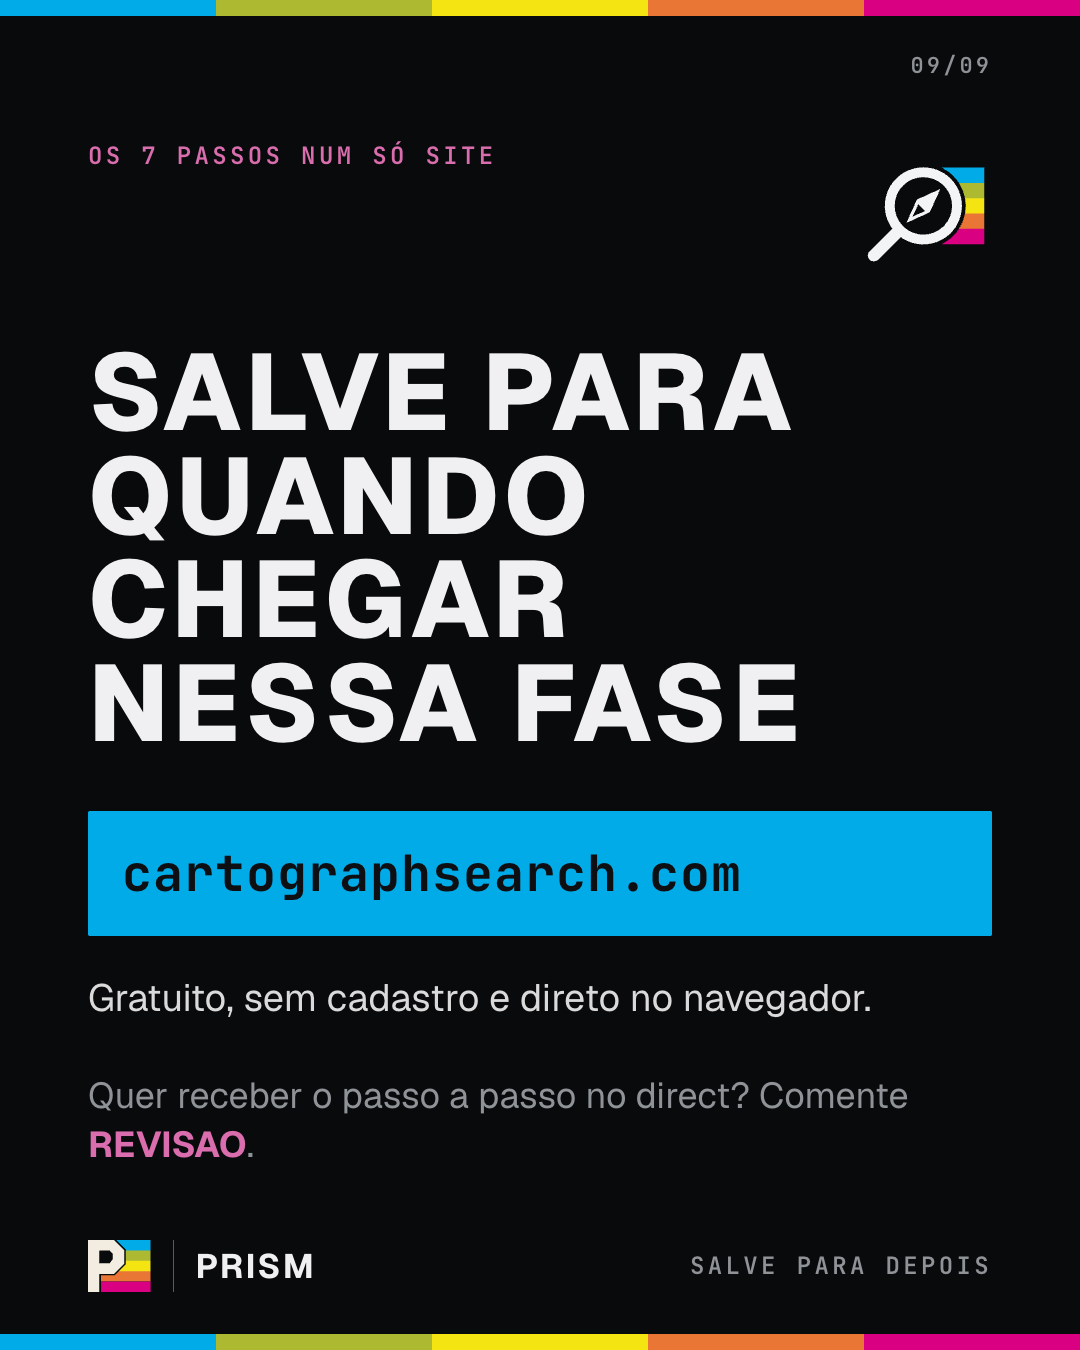 09/09
OS 7 PASSOS NUM SÓ SITE
SALVE PARA
QUANDO
CHEGAR
NESSA FASE
cartographsearch.com
Gratuito, sem cadastro e direto no navegador.
Quer receber o passo a passo no direct? Comente
REVISAO.
P PRISM
SALVE PARA DEPOIS